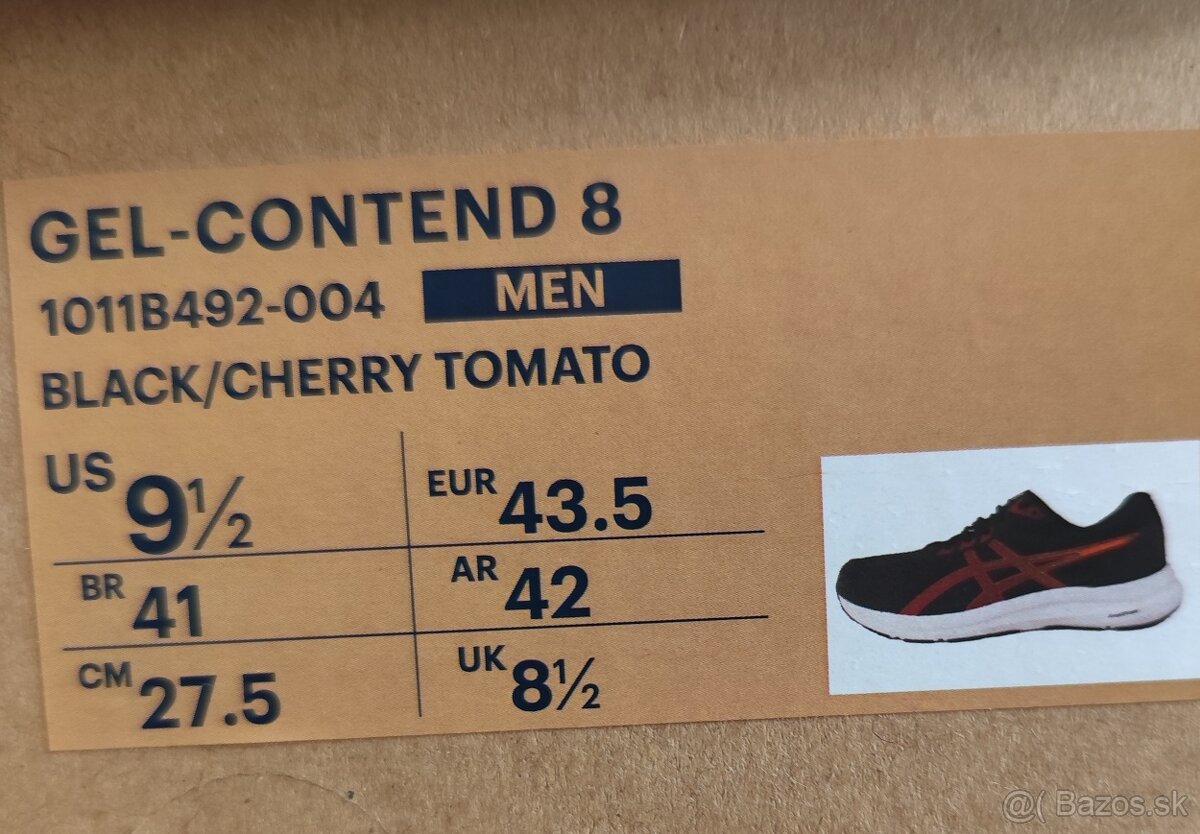 GEL-CONTEND 8
1011B492-004 MEN
BLACK/CHERRY TOMATO
US 9½ EUR 43.5
BR 41 AR 42
CM 27.5 UK 8½
@( Bazos.sk